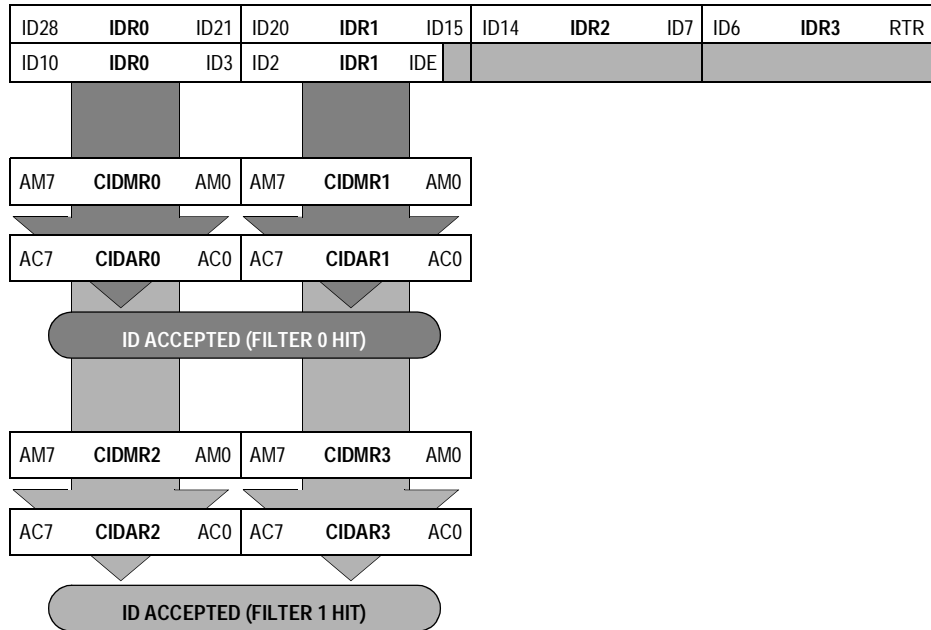 ID28 IDR0 ID21 ID20 IDR1 ID15 ID14 IDR2 ID7 ID6 IDR3 RTR
ID10 IDR0 ID3 ID2 IDR1 IDE
AM7 CIDMR0 AM0 AM7 CIDMR1 AM0
AC7 CIDAR0 AC0 AC7 CIDAR1 AC0
ID ACCEPTED (FILTER 0 HIT)
AM7 CIDMR2 AM0 AM7 CIDMR3 AM0
AC7 CIDAR2 AC0 AC7 CIDAR3 AC0
ID ACCEPTED (FILTER 1 HIT)